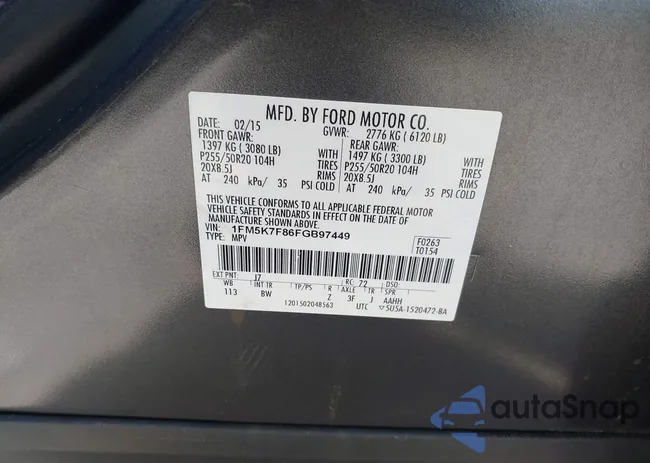 MFD. BY FORD MOTOR CO.
DATE: 02/15 GVWR: 2776 KG ( 6120 LB)
FRONT GAWR: REAR GAWR:
1397 KG ( 3080 LB) WITH 1497 KG ( 3300 LB) WITH
P255/50R20 104H TIRES P255/50R20 104H TIRES
20X8.5J RIMS 20X8.5J RIMS
AT 240 kPa/ 35 PSI COLD AT 240 kPa/ 35 PSI COLD
THIS VEHICLE CONFORMS TO ALL APPLICABLE FEDERAL MOTOR
VEHICLE SAFETY STANDARDS IN EFFECT ON THE DATE OF
MANUFACTURE SHOWN ABOVE.
VIN: 1FM5K7F86FGB97449
TYPE: MPV
F0263
T0154
EXT PNT: J7 RC: 72 DSO:
WB INT TR TP/PS R AXLE TR SPR
113 BW Z 3F J AAHH
1201502048563 UTC 5U5A-1520472-BA
autoSnap